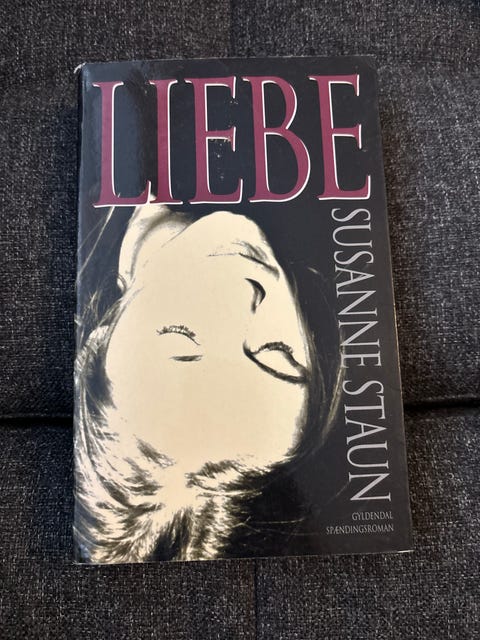 LIEBE
SUSANNE STAUN
GYLDENDAL
SPÆNDINGSROMAN